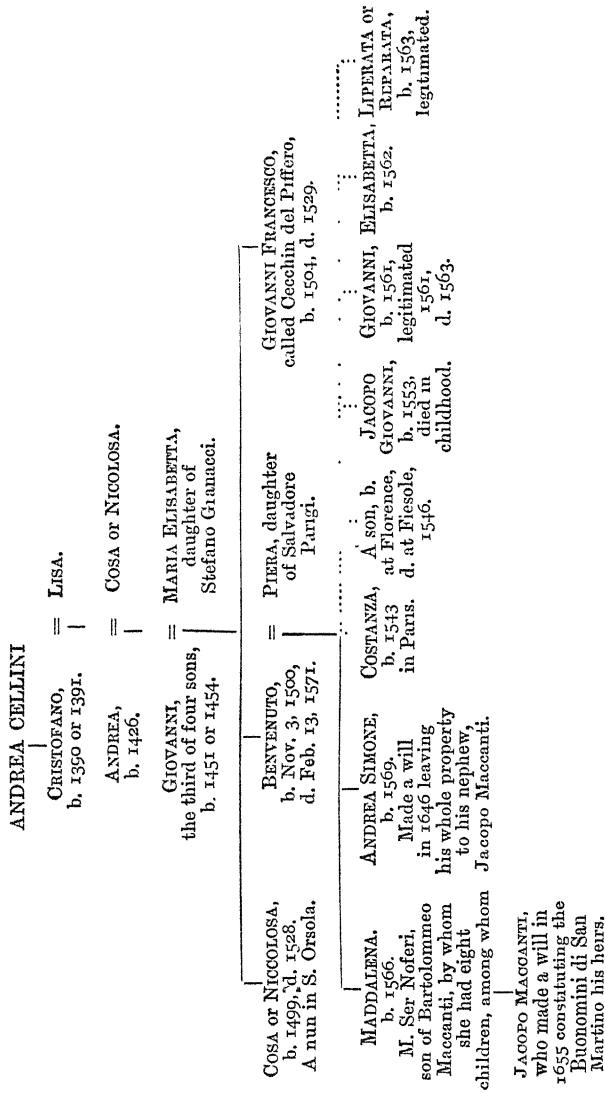 ANDREA CELLINI
CRISTOFANO,
b. 1390 or 1391.
= LISA.
ANDREA,
b. 1426.
= COSA or NICOLOSA.
GIOVANNI,
the third of four sons,
b. 1451 or 1454.
= MARIA ELISABETTA,
daughter of
Stefano Granacci.
COSA or NICCOLOSA,
b. 1499, d. 1528.
A nun in S. Orsola.
BENVENUTO,
b. Nov. 3, 1500,
d. Feb. 13, 1571.
= PIERA, daughter
of Salvadore
Parigi.
GIOVANNI FRANCESCO,
called Cecchin del Piffero,
b. 1504, d. 1529.
MADDALENA.
b. 1566.
M. Ser Noferi,
son of Bartolommeo
Maccanti, by whom
she had eight
children, among whom
ANDREA SIMONE,
b. 1569.
Made a will
in 1646 leaving
his whole property
to his nephew,
Jacopo Maccanti.
COSTANZA,
b. 1543
in Paris.
A son, b.
at Florence,
d. at Fiesole,
1546.
JACOPO
GIOVANNI,
b. 1553,
died in
childhood.
GIOVANNI,
b. 1561,
legitimated
1561,
d. 1563.
ELISABETTA,
b. 1562.
LIPERATA or
REPARATA,
b. 1563,
legitimated.
JACOPO MACCANTI,
who made a will in
1655 constituting the
Buonomini di San
Martino his heirs.